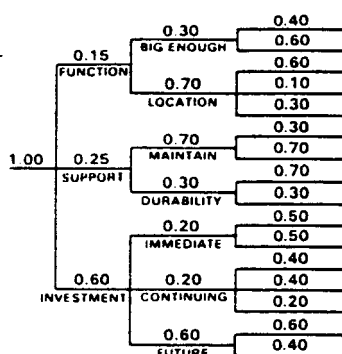 0.40
0.30
BIG ENOUGH
0.60
0.15
FUNCTION
0.60
0.70
LOCATION
0.10
0.30
1.00
0.25
SUPPORT
0.70
MAINTAIN
0.30
0.70
0.30
DURABILITY
0.70
0.30
0.60
INVESTMENT
0.20
IMMEDIATE
0.50
0.50
0.20
CONTINUING
0.40
0.40
0.20
0.60
FUTURE
0.60
0.40